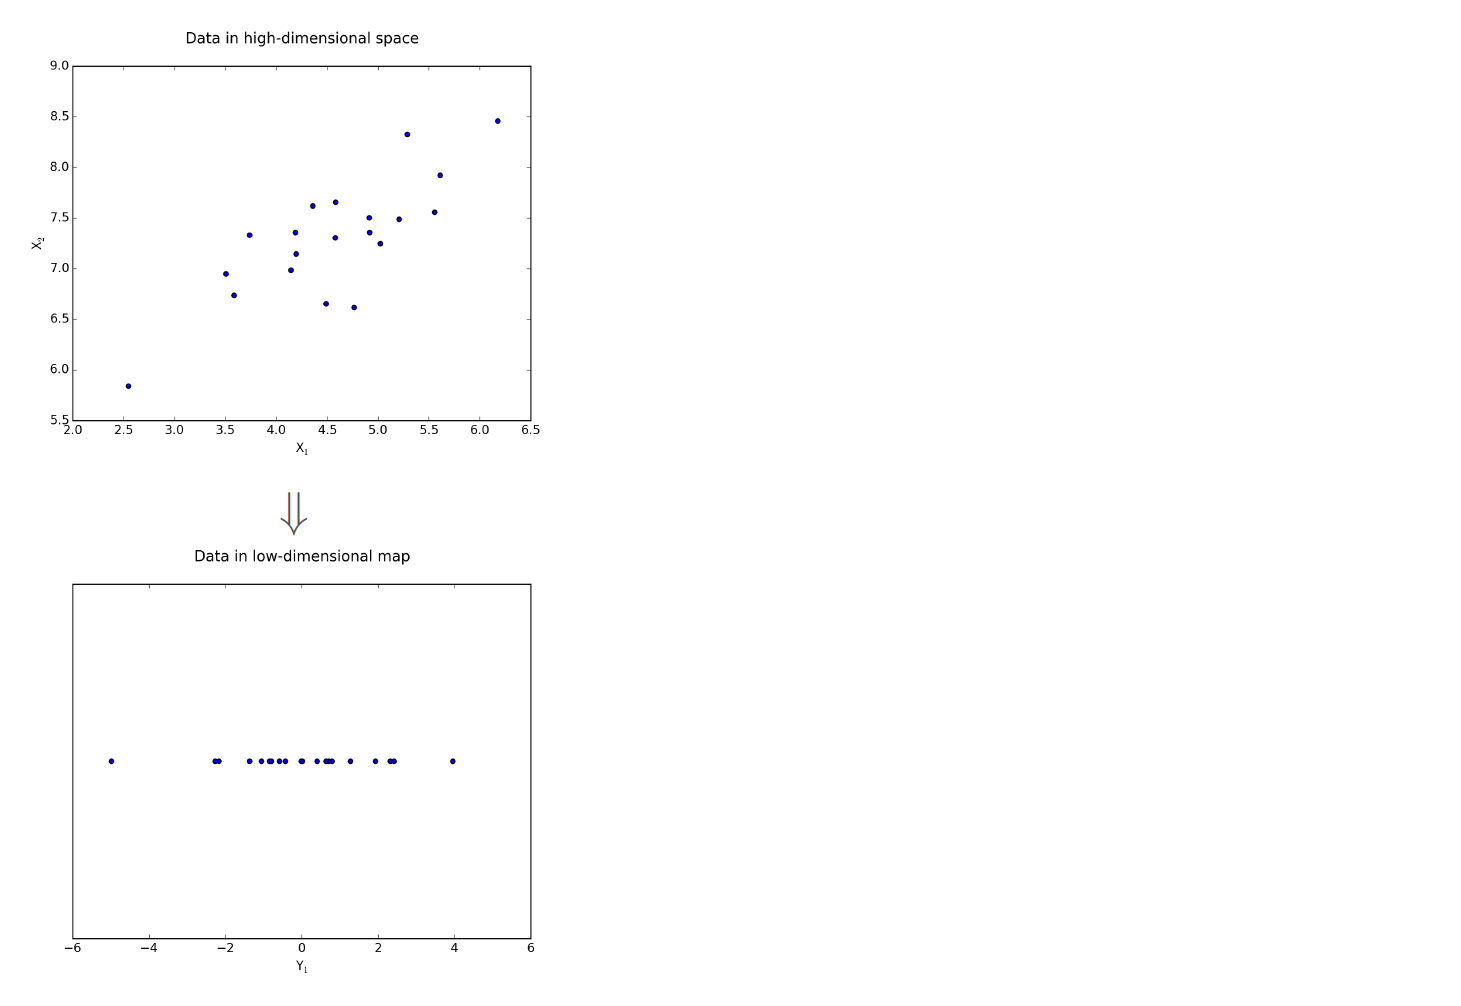 Data in high-dimensional space
9.0
8.5
8.0
7.5
7.0
6.5
6.0
5.5
X₂
2.0 2.5 3.0 3.5 4.0 4.5 5.0 5.5 6.0 6.5
X₁
⇓
Data in low-dimensional map
−6 −4 −2 0 2 4 6
Y₁